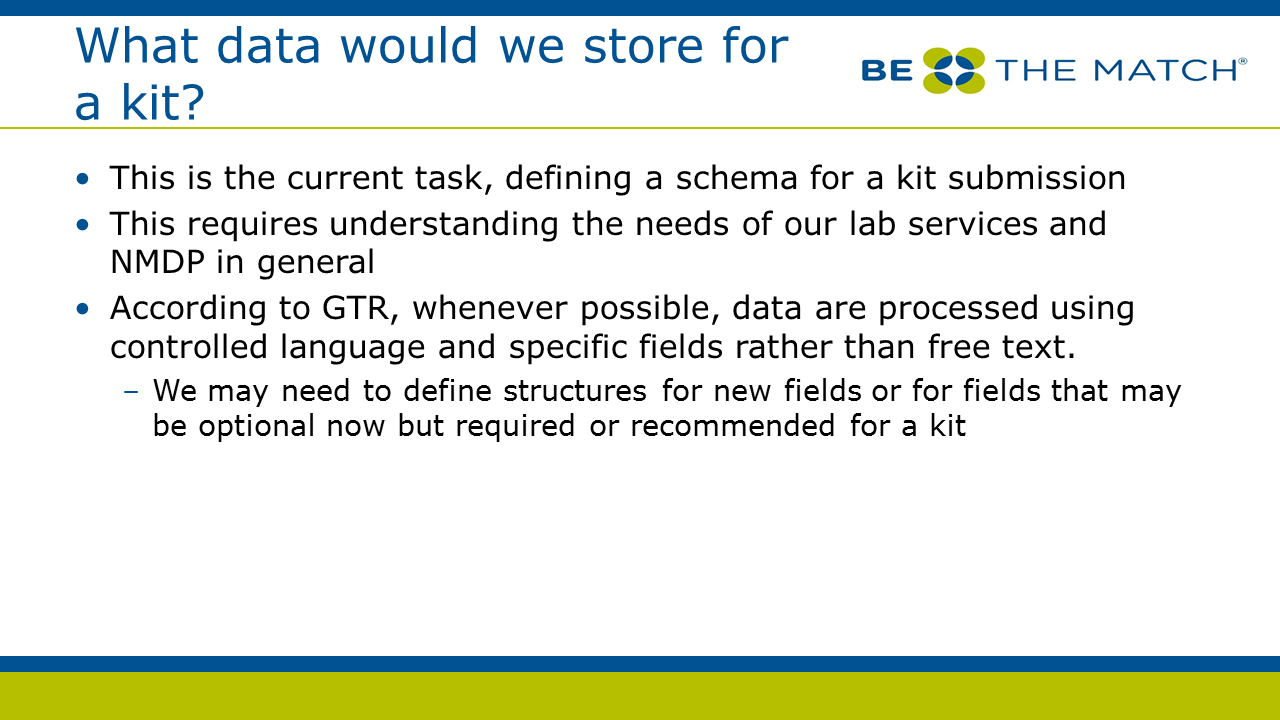 What data would we store for
a kit?
BE THE MATCH®
• This is the current task, defining a schema for a kit submission
• This requires understanding the needs of our lab services and
NMDP in general
• According to GTR, whenever possible, data are processed using
controlled language and specific fields rather than free text.
– We may need to define structures for new fields or for fields that may
be optional now but required or recommended for a kit